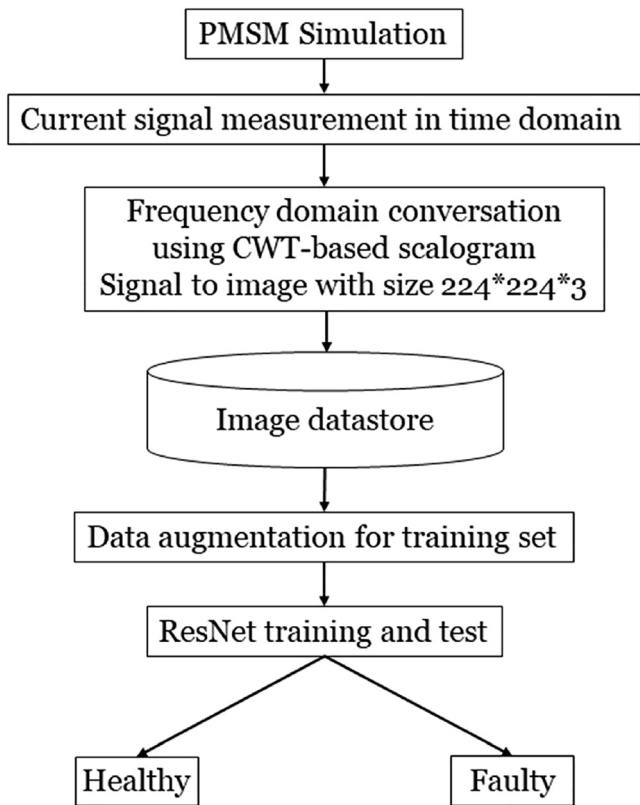 PMSM Simulation
Current signal measurement in time domain
Frequency domain conversation
using CWT-based scalogram
Signal to image with size 224*224*3
Image datastore
Data augmentation for training set
ResNet training and test
Healthy
Faulty